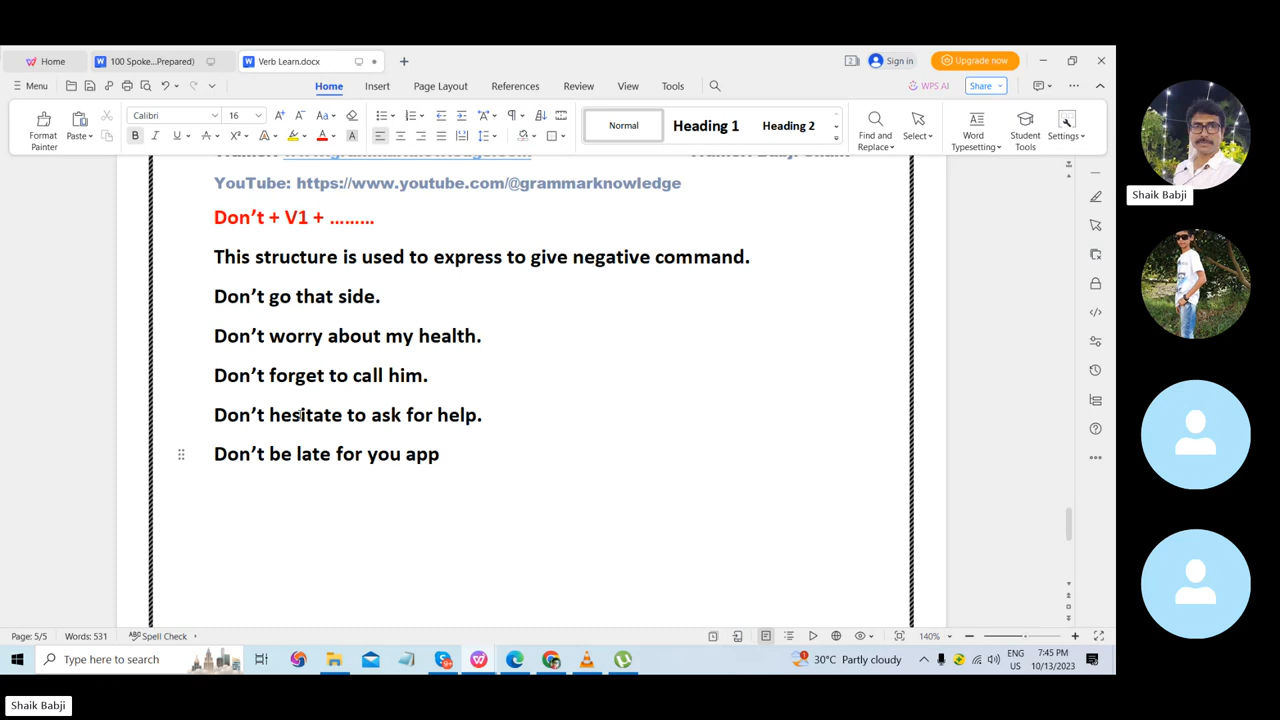 Home
100 Spoke...Prepared)
Verb Learn.docx
Sign in
Upgrade now
Menu
Home
Insert
Page Layout
References
Review
View
Tools
WPS AI
Share
Format Painter
Paste
Calibri
16
Normal
Heading 1
Heading 2
Find and Replace
Select
Word Typesetting
Student Tools
Settings
YouTube: https://www.youtube.com/@grammarknowledge
Don’t + V1 + ………
This structure is used to express to give negative command.
Don’t go that side.
Don’t worry about my health.
Don’t forget to call him.
Don’t hesitate to ask for help.
Don’t be late for you app
Page: 5/5
Words: 531
Spell Check
140%
Type here to search
30°C Partly cloudy
ENG
US
7:45 PM
10/13/2023
Shaik Babji
Shaik Babji